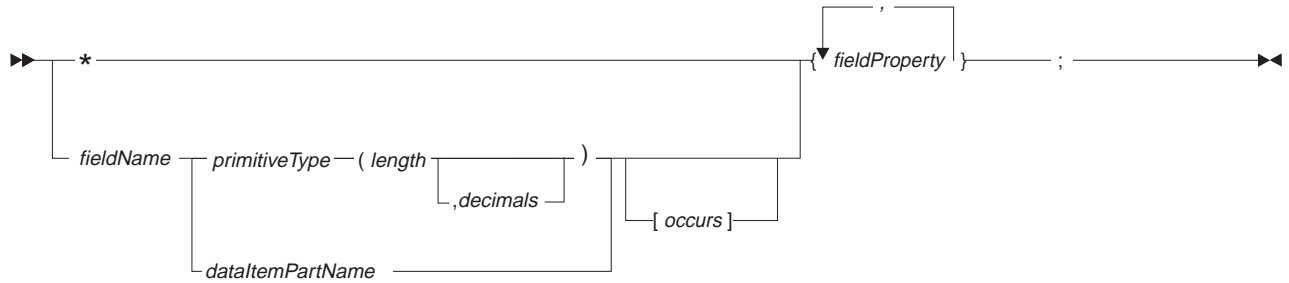 ,
* { fieldProperty } ;
fieldName primitiveType ( length )
,decimals
[ occurs ]
dataItemPartName